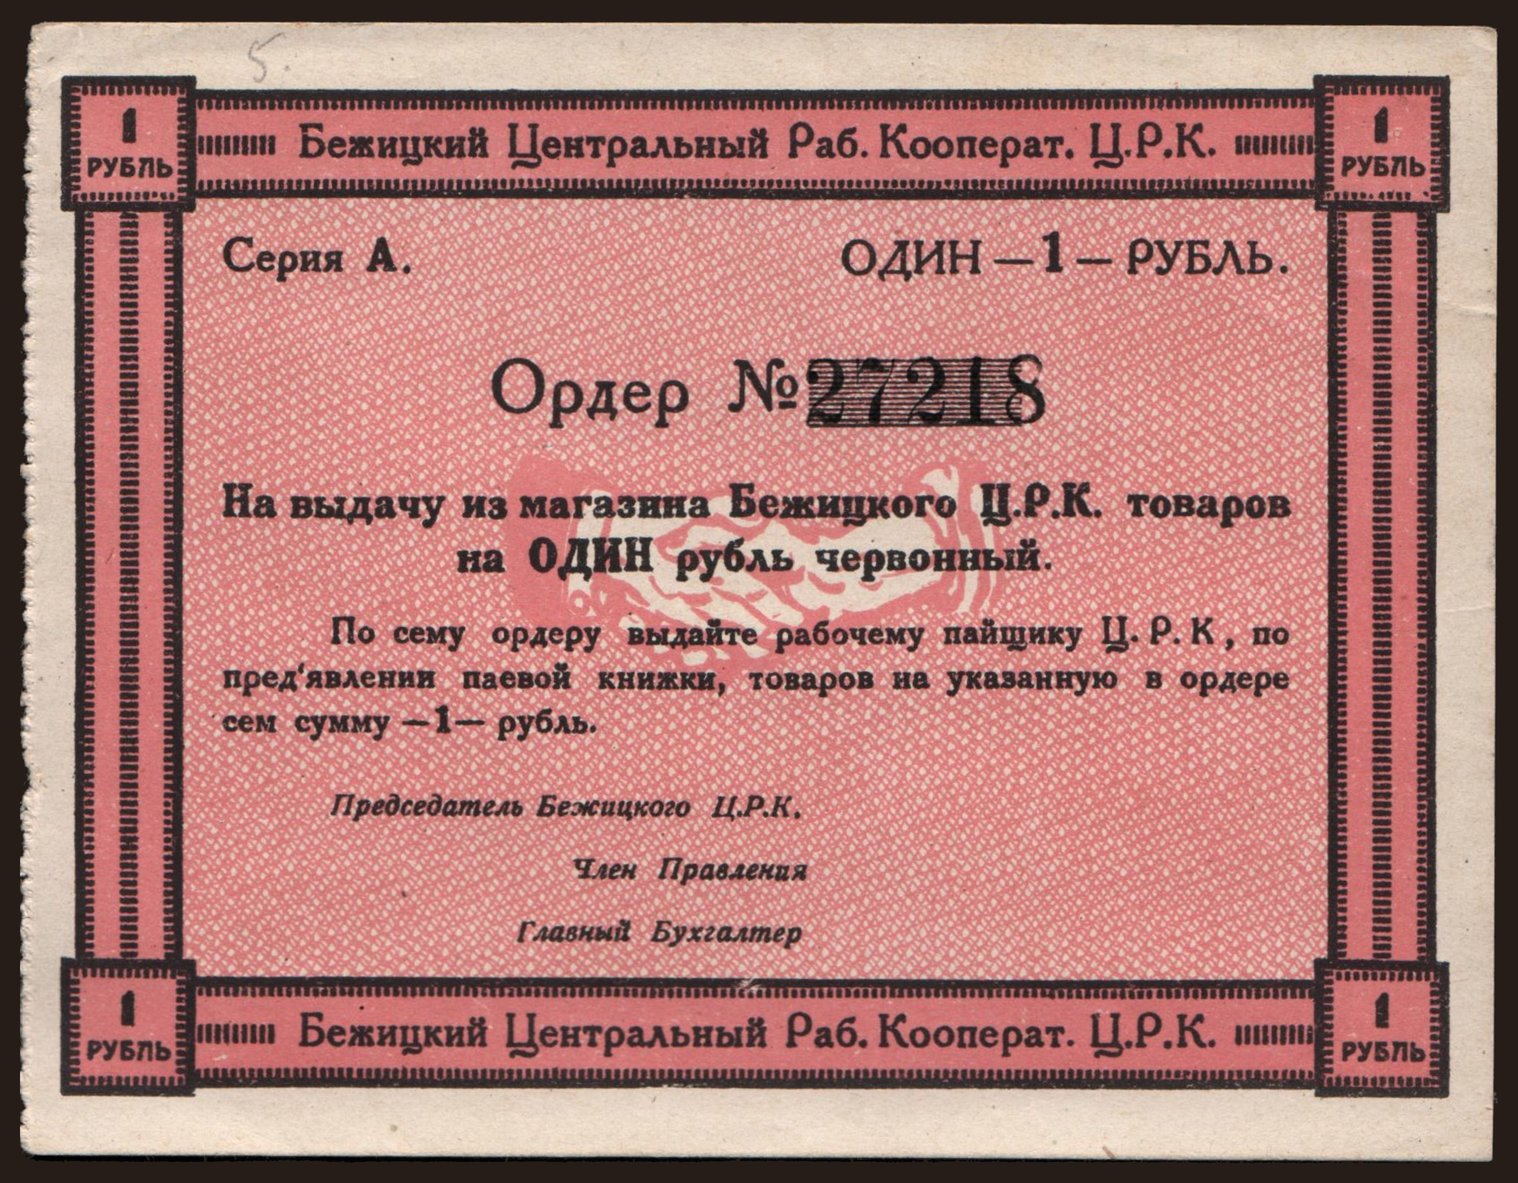 5.
1 РУБЛЬ
Бежицкий Центральный Раб. Кооперат. Ц.Р.К.
1 РУБЛЬ
Серия А.
ОДИН —1— РУБЛЬ.
Ордер № 27218
На выдачу из магазина Бежицкого Ц.Р.К. товаров
на ОДИН рубль червонный.
По сему ордеру выдайте рабочему пайщику Ц. Р. К , по
пред'явлении паевой книжки, товаров на указанную в ордере
сем сумму —1— рубль.
Председатель Бежицкого Ц.Р.К.
Член Правления
Главный Бухгалтер
1 РУБЛЬ
Бежицкий Центральный Раб. Кооперат. Ц.Р.К.
1 РУБЛЬ